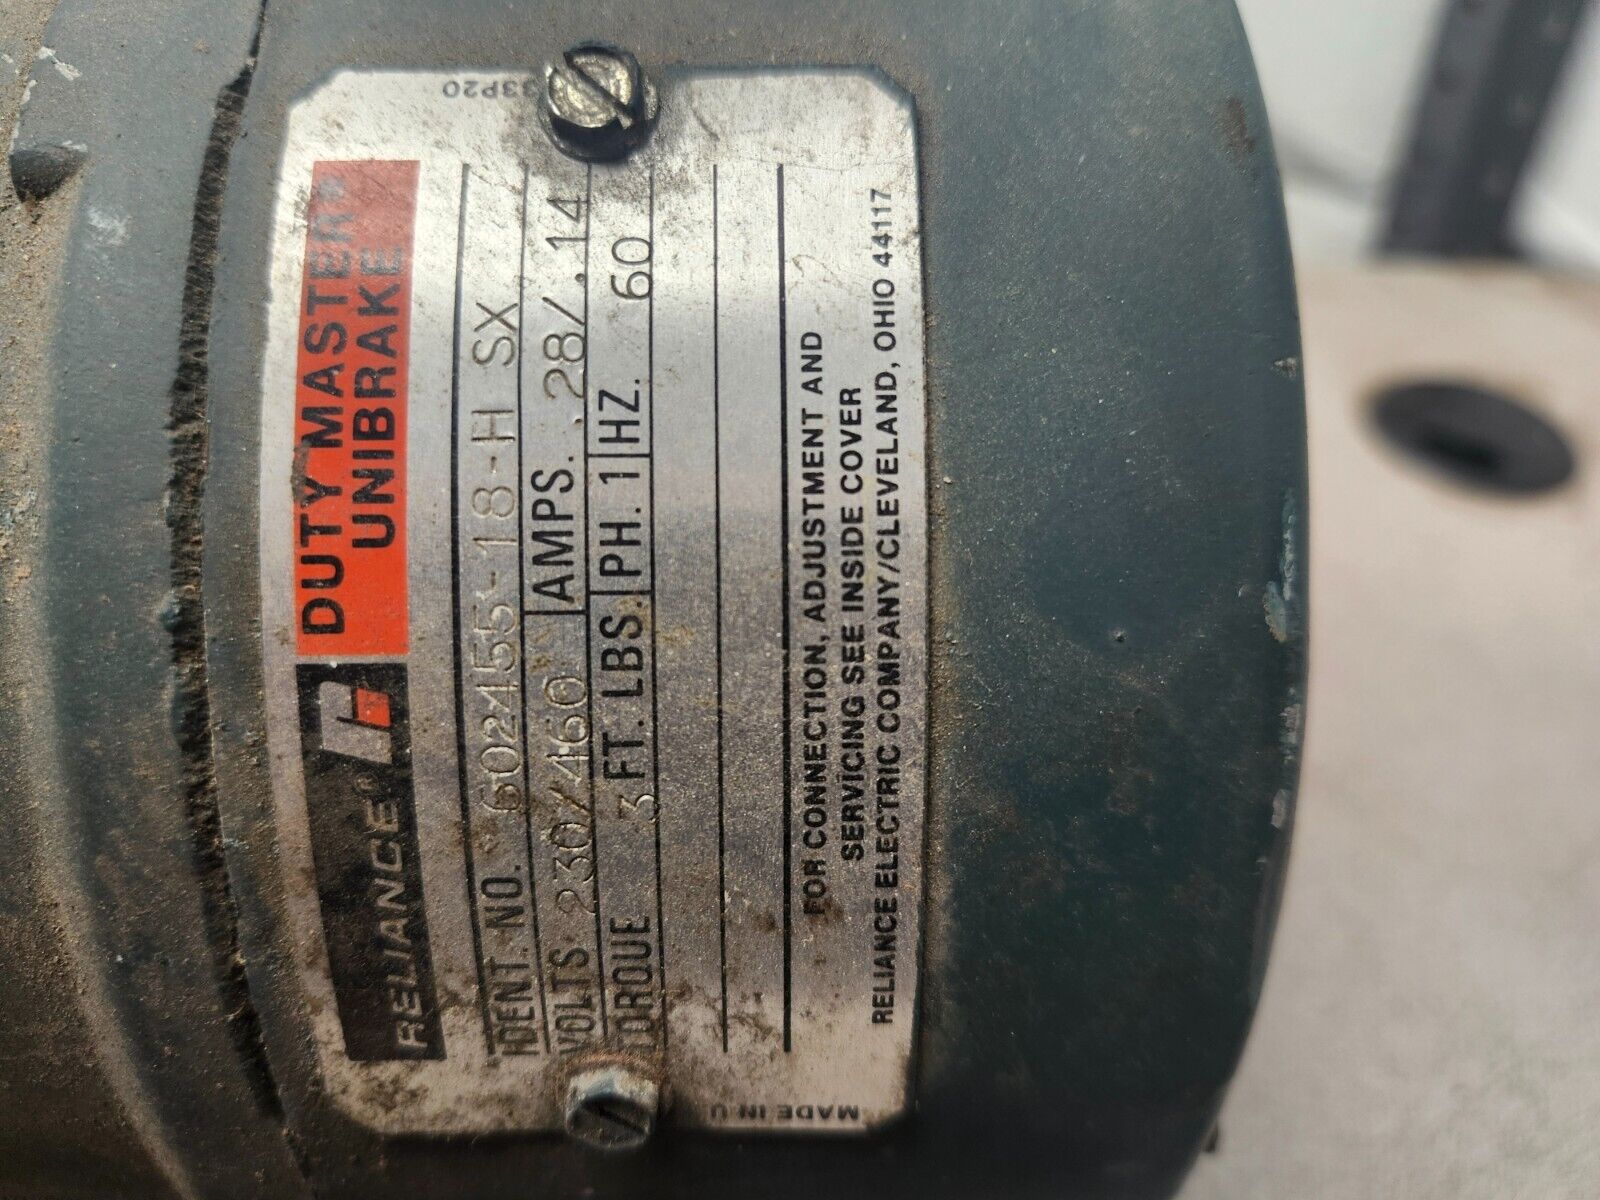 RELIANCE® R DUTY MASTER®
UNIBRAKE
IDENT. NO. 602455-18-H SX
VOLTS 230/460 AMPS. .28/.14
TORQUE 3 FT. LBS. PH. 1 HZ. 60
FOR CONNECTION, ADJUSTMENT AND
SERVICING SEE INSIDE COVER
RELIANCE ELECTRIC COMPANY/CLEVELAND, OHIO 44117
MADE IN U
33P20